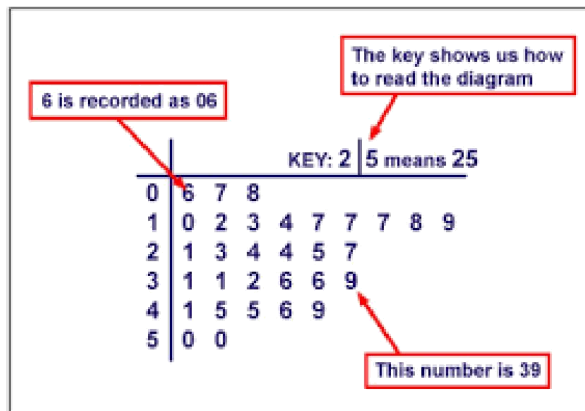 The key shows us how
to read the diagram
6 is recorded as 06
KEY: 2 | 5 means 25
0 | 6 7 8
1 | 0 2 3 4 7 7 7 8 9
2 | 1 3 4 4 5 7
3 | 1 1 2 6 6 9
4 | 1 5 5 6 9
5 | 0 0
This number is 39